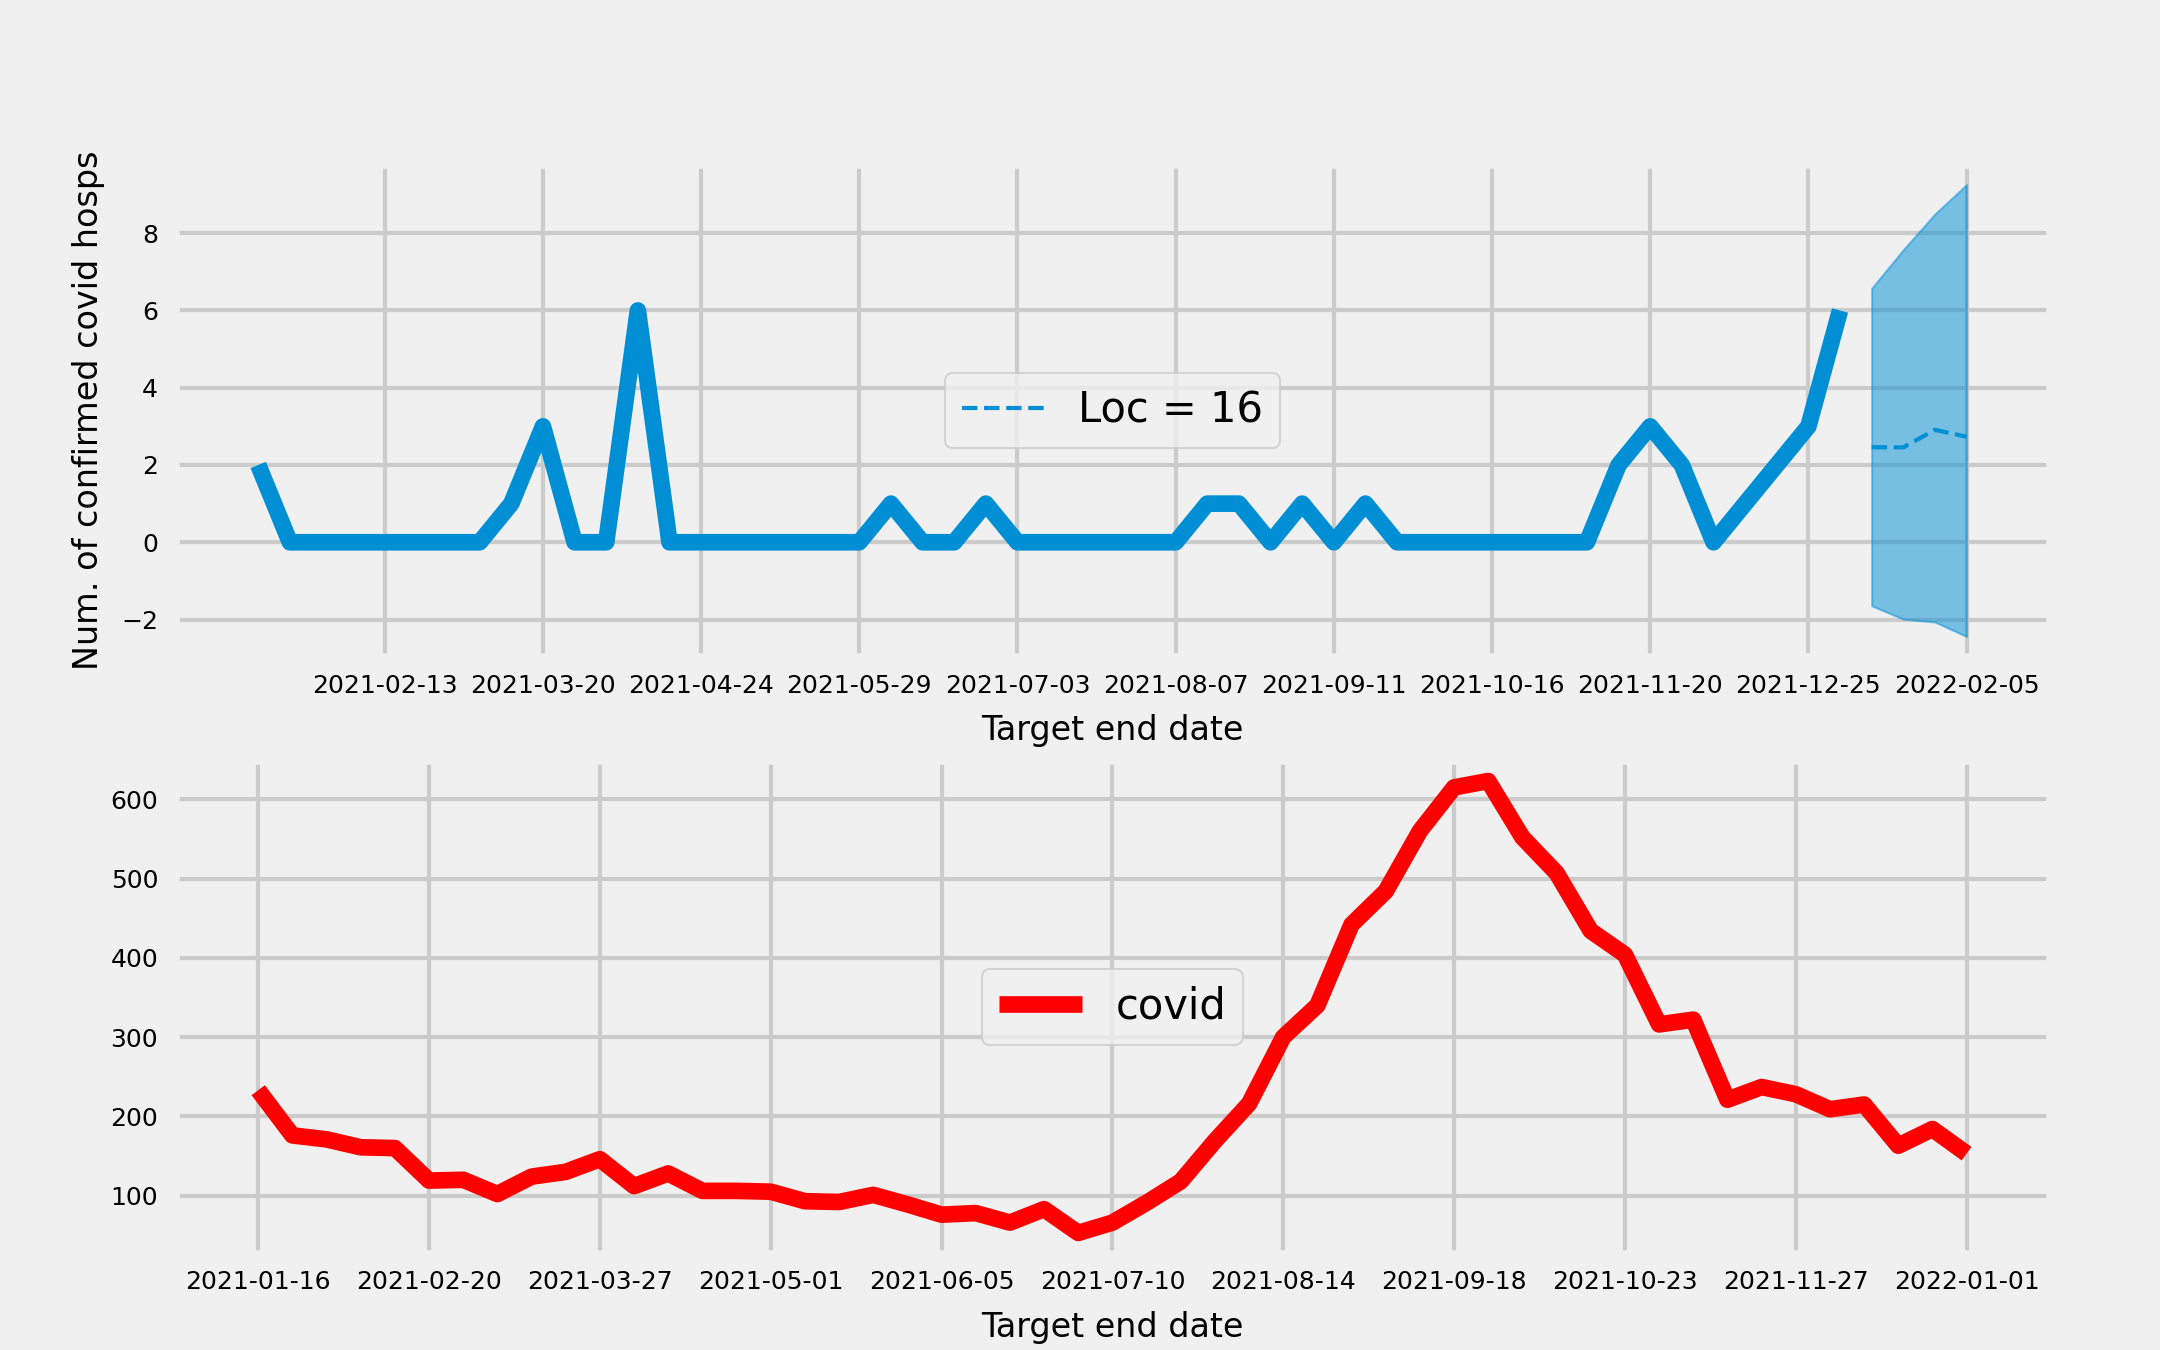 Num. of confirmed covid hosps
8
6
4
2
0
−2
Loc = 16
2021-02-13 2021-03-20 2021-04-24 2021-05-29 2021-07-03 2021-08-07 2021-09-11 2021-10-16 2021-11-20 2021-12-25 2022-02-05
Target end date
600
500
400
300
200
100
covid
2021-01-16 2021-02-20 2021-03-27 2021-05-01 2021-06-05 2021-07-10 2021-08-14 2021-09-18 2021-10-23 2021-11-27 2022-01-01
Target end date